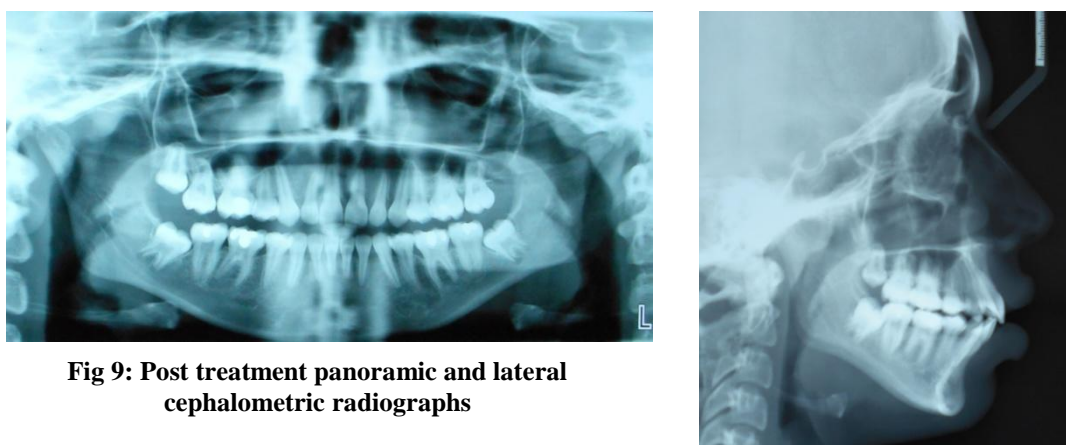 L
Fig 9: Post treatment panoramic and lateral
cephalometric radiographs